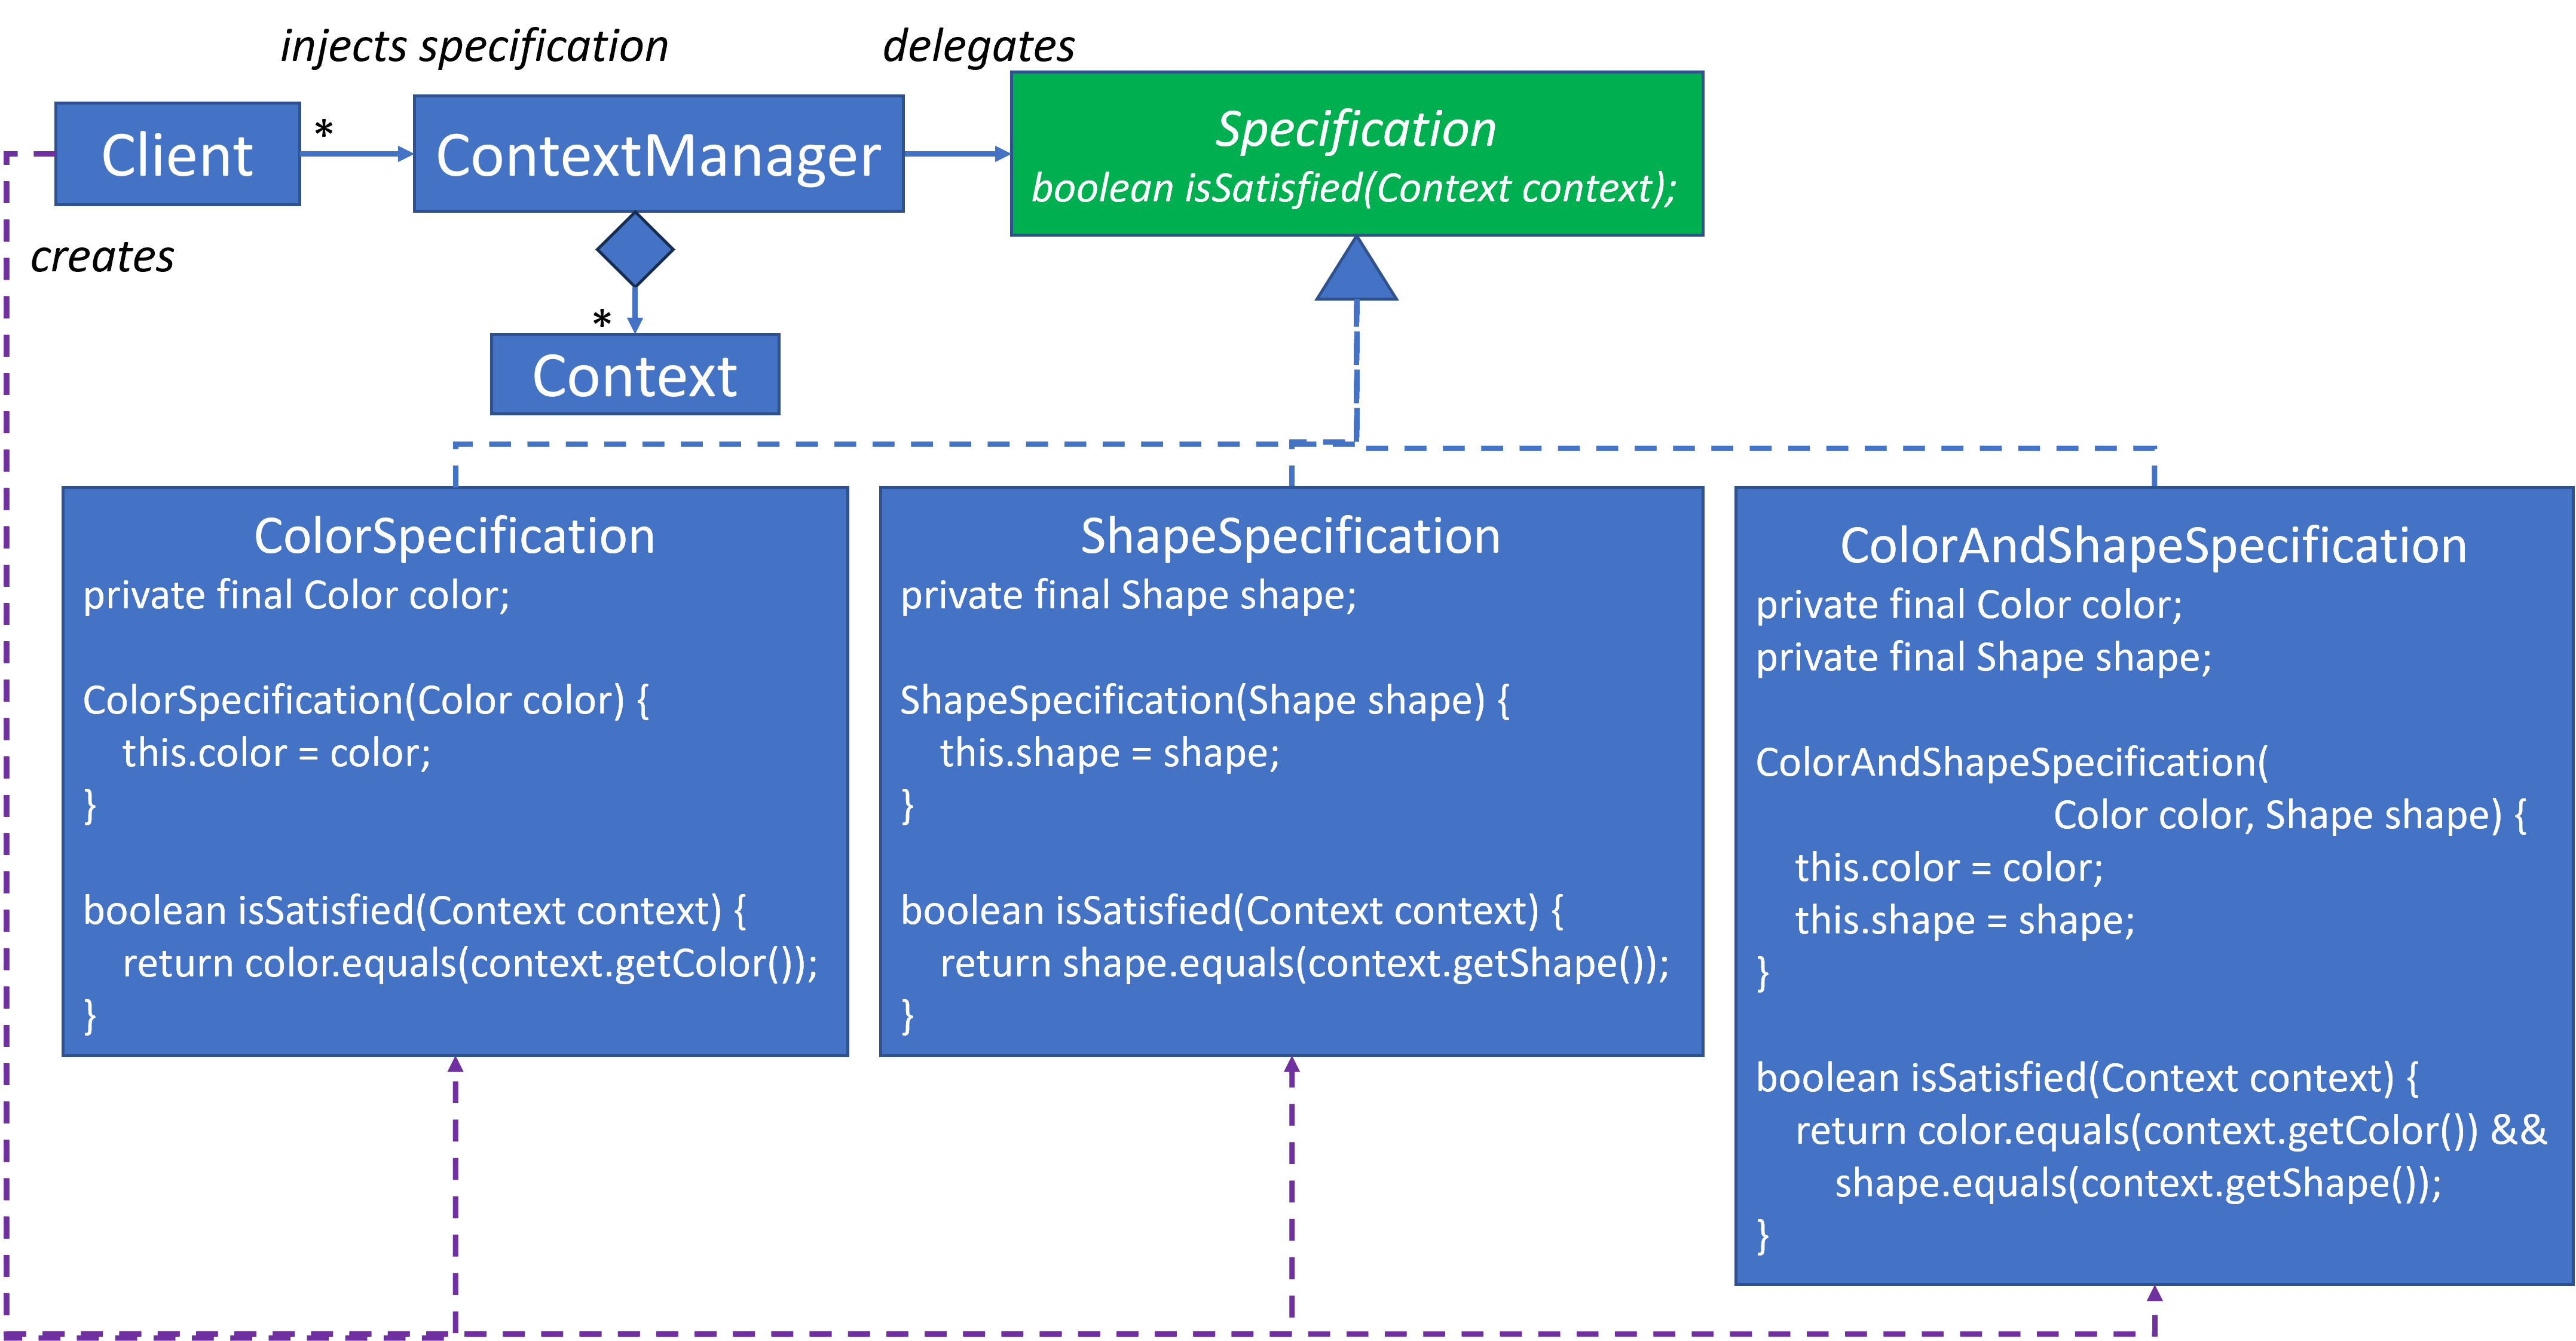 injects specification
delegates
Client
*
ContextManager
Specification
boolean isSatisfied(Context context);
creates
*
Context
ColorSpecification
private final Color color;
ColorSpecification(Color color) {
this.color = color;
}
boolean isSatisfied(Context context) {
return color.equals(context.getColor());
}
ShapeSpecification
private final Shape shape;
ShapeSpecification(Shape shape) {
this.shape = shape;
}
boolean isSatisfied(Context context) {
return shape.equals(context.getShape());
}
ColorAndShapeSpecification
private final Color color;
private final Shape shape;
ColorAndShapeSpecification(
Color color, Shape shape) {
this.color = color;
this.shape = shape;
}
boolean isSatisfied(Context context) {
return color.equals(context.getColor()) &&
shape.equals(context.getShape());
}